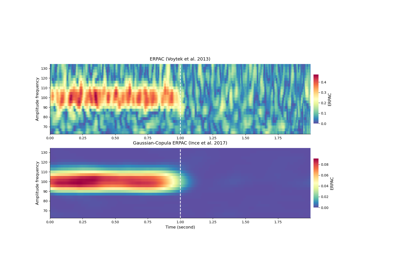 ERPAC (Voytek et al. 2013)
Amplitude frequency
130
120
110
100
90
80
70
0.00 0.25 0.50 0.75 1.00 1.25 1.50 1.75
0.4
0.3
0.2
0.1
0.0
ERPAC
Gaussian-Copula ERPAC (Ince et al. 2017)
Amplitude frequency
130
120
110
100
90
80
70
0.00 0.25 0.50 0.75 1.00 1.25 1.50 1.75
Time (second)
0.08
0.06
0.04
0.02
0.00
ERPAC